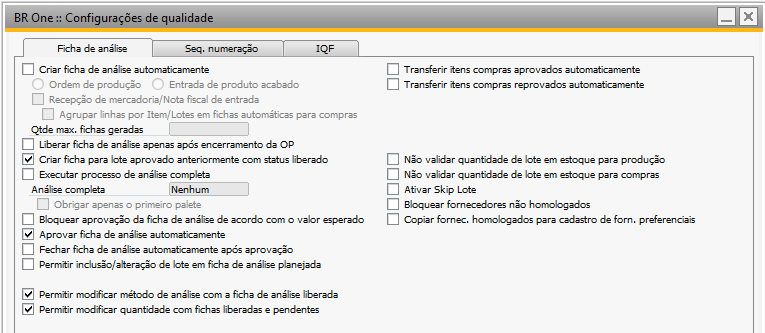 BR One :: Configurações de qualidade
Ficha de análise
Seq. numeração
IQF
Criar ficha de análise automaticamente
Ordem de produção
Entrada de produto acabado
Recepção de mercadoria/Nota fiscal de entrada
Agrupar linhas por Item/Lotes em fichas automáticas para compras
Qtde max. fichas geradas
Liberar ficha de análise apenas após encerramento da OP
Criar ficha para lote aprovado anteriormente com status liberado
Executar processo de análise completa
Análise completa
Nenhum
Obrigar apenas o primeiro palete
Bloquear aprovação da ficha de análise de acordo com o valor esperado
Aprovar ficha de análise automaticamente
Fechar ficha de análise automaticamente após aprovação
Permitir inclusão/alteração de lote em ficha de análise planejada
Permitir modificar método de análise com a ficha de análise liberada
Permitir modificar quantidade com fichas liberadas e pendentes
Transferir itens compras aprovados automaticamente
Transferir itens compras reprovados automaticamente
Não validar quantidade de lote em estoque para produção
Não validar quantidade de lote em estoque para compras
Ativar Skip Lote
Bloquear fornecedores não homologados
Copiar fornec. homologados para cadastro de forn. preferenciais